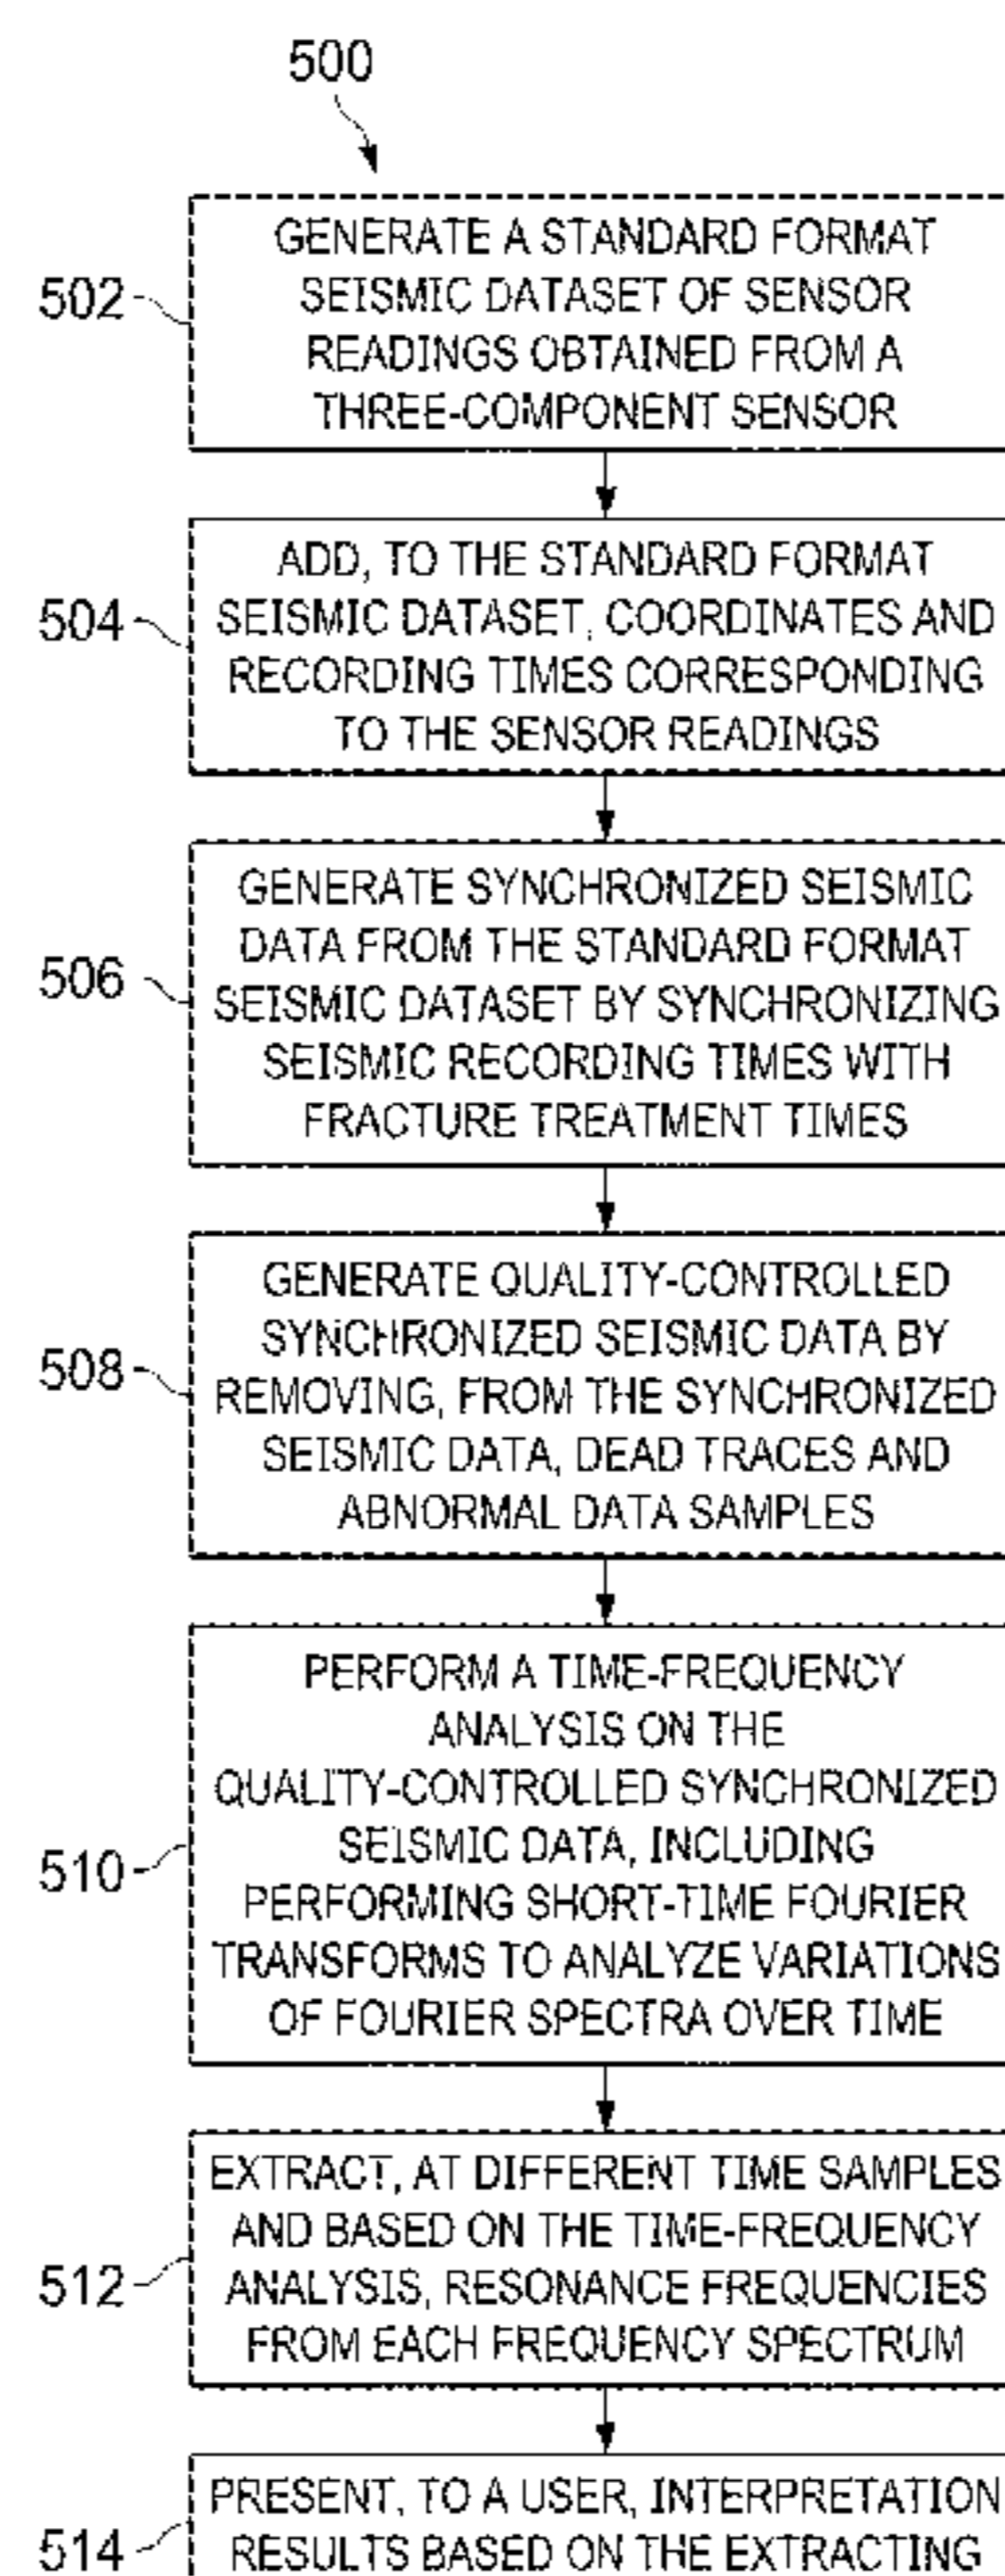 500
502
GENERATE A STANDARD FORMAT
SEISMIC DATASET OF SENSOR
READINGS OBTAINED FROM A
THREE-COMPONENT SENSOR
504
ADD, TO THE STANDARD FORMAT
SEISMIC DATASET, COORDINATES AND
RECORDING TIMES CORRESPONDING
TO THE SENSOR READINGS
506
GENERATE SYNCHRONIZED SEISMIC
DATA FROM THE STANDARD FORMAT
SEISMIC DATASET BY SYNCHRONIZING
SEISMIC RECORDING TIMES WITH
FRACTURE TREATMENT TIMES
508
GENERATE QUALITY-CONTROLLED
SYNCHRONIZED SEISMIC DATA BY
REMOVING, FROM THE SYNCHRONIZED
SEISMIC DATA, DEAD TRACES AND
ABNORMAL DATA SAMPLES
510
PERFORM A TIME-FREQUENCY
ANALYSIS ON THE
QUALITY-CONTROLLED SYNCHRONIZED
SEISMIC DATA, INCLUDING
PERFORMING SHORT-TIME FOURIER
TRANSFORMS TO ANALYZE VARIATIONS
OF FOURIER SPECTRA OVER TIME
512
EXTRACT, AT DIFFERENT TIME SAMPLES
AND BASED ON THE TIME-FREQUENCY
ANALYSIS, RESONANCE FREQUENCIES
FROM EACH FREQUENCY SPECTRUM
514
PRESENT, TO A USER, INTERPRETATION
RESULTS BASED ON THE EXTRACTING